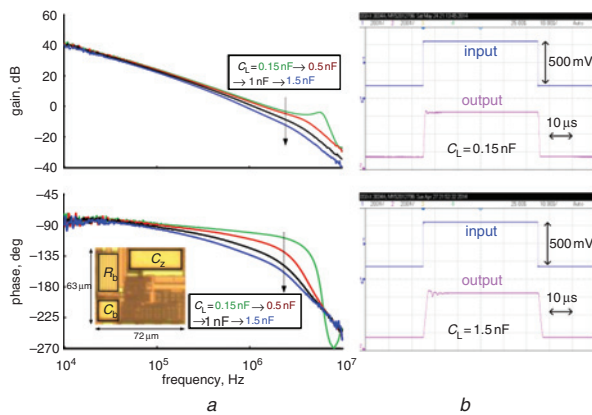 60
40
20
0
−20
−40
gain, dB
C_L = 0.15 nF → 0.5 nF
→ 1 nF → 1.5 nF
input
500 mV
output
10 µs
C_L = 0.15 nF
−45
−90
−135
−180
−225
−270
phase, deg
C_z
R_b
C_b
63 µm
72 µm
C_L = 0.15 nF → 0.5 nF
→ 1 nF → 1.5 nF
10^4
10^5
10^6
10^7
frequency, Hz
input
500 mV
output
10 µs
C_L = 1.5 nF
a
b